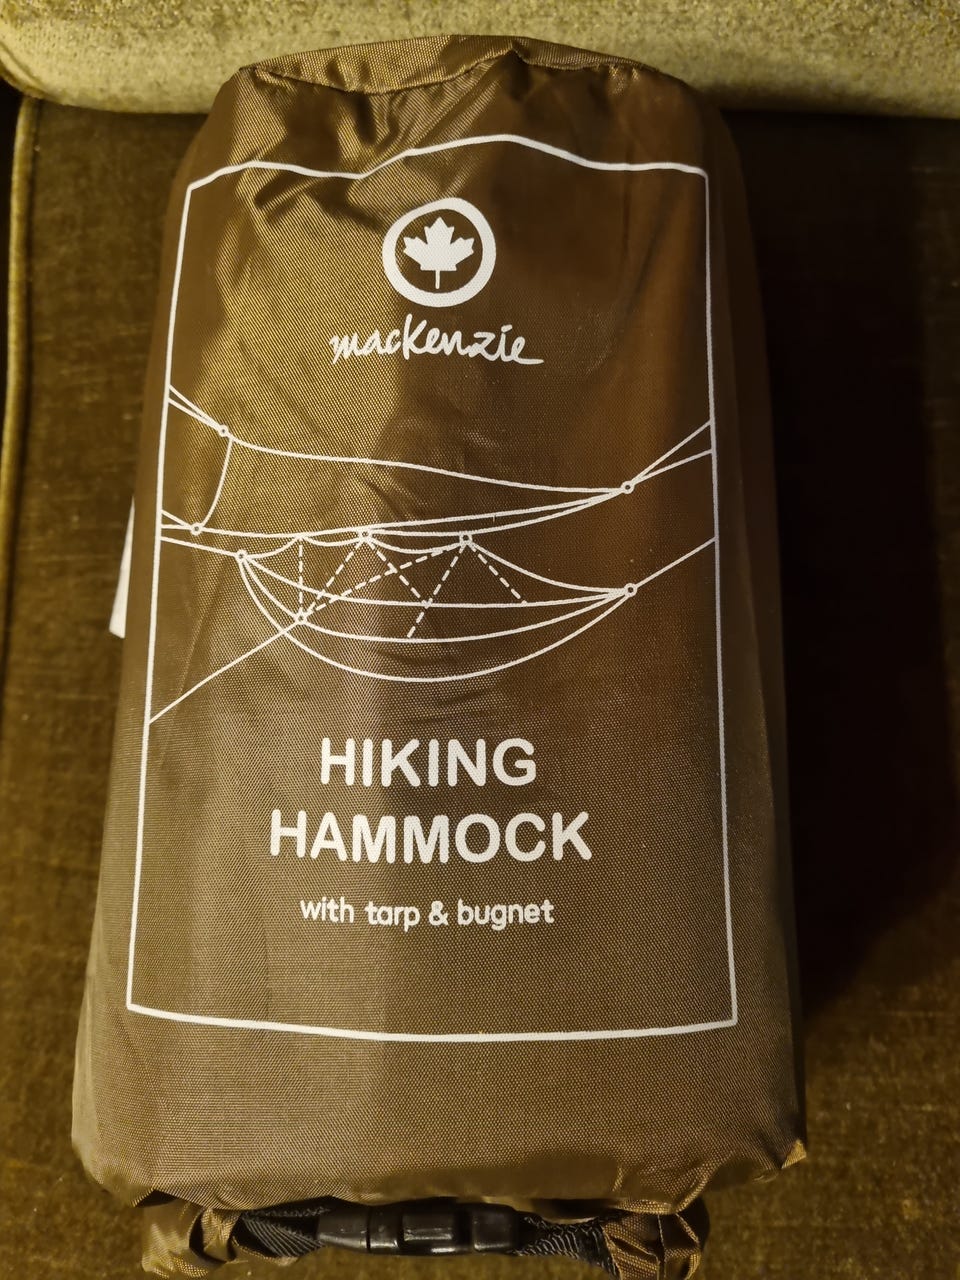 mackenzie
HIKING
HAMMOCK
with tarp & bugnet